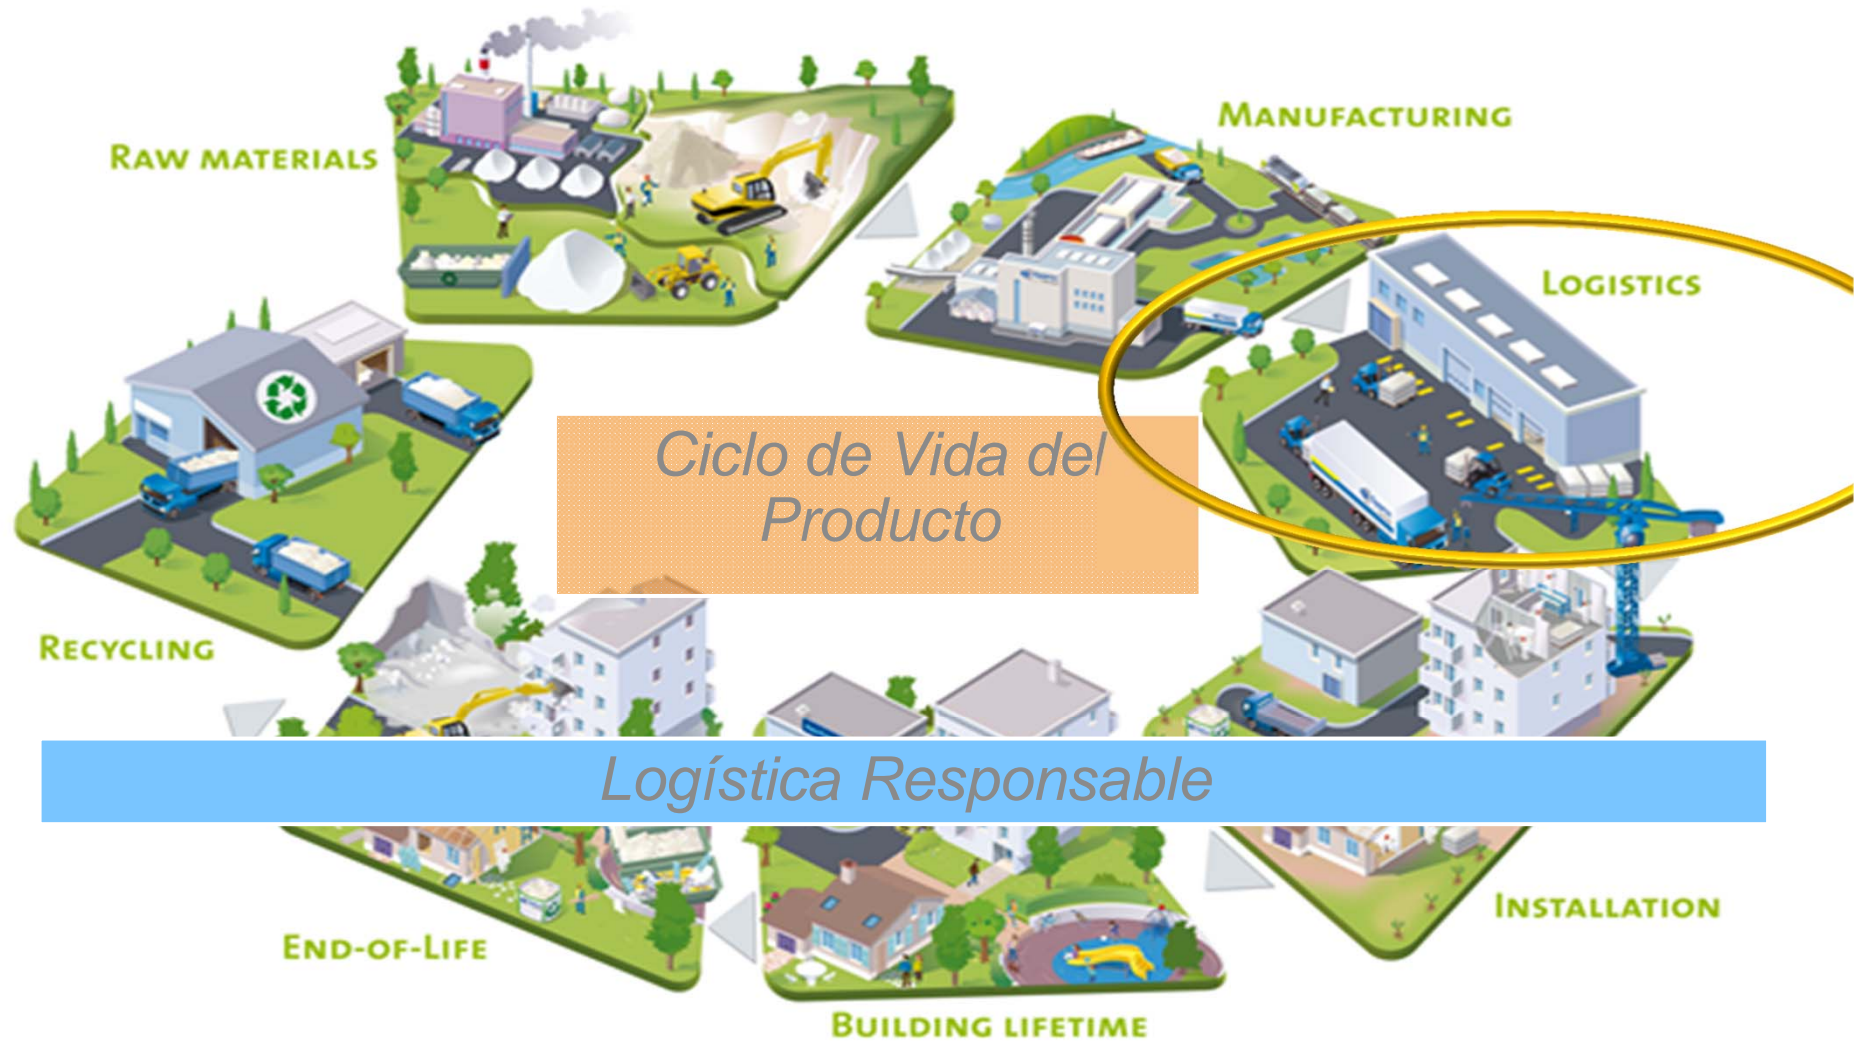 MANUFACTURING
RAW MATERIALS
LOGISTICS
Ciclo de Vida del
Producto
RECYCLING
Logística Responsable
INSTALLATION
END-OF-LIFE
BUILDING LIFETIME